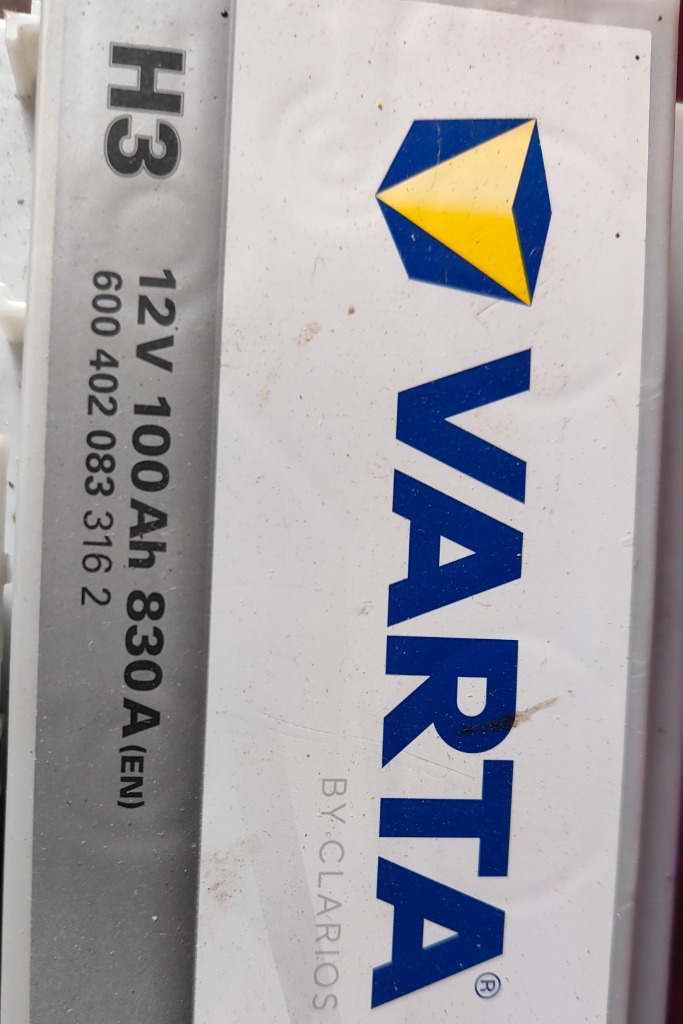 VARTA®
BY CLARIOS
H3
12V 100Ah 830A (EN)
600 402 083 316 2